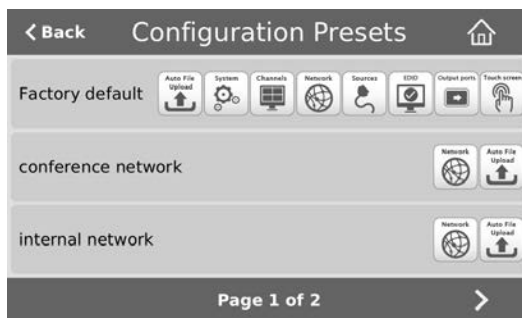 Back Configuration Presets
Factory default
Auto File Upload
System
Channels
Network
Sources
EDID
Output ports
Touch screen
conference network
Network
Auto File Upload
internal network
Network
Auto File Upload
Page 1 of 2